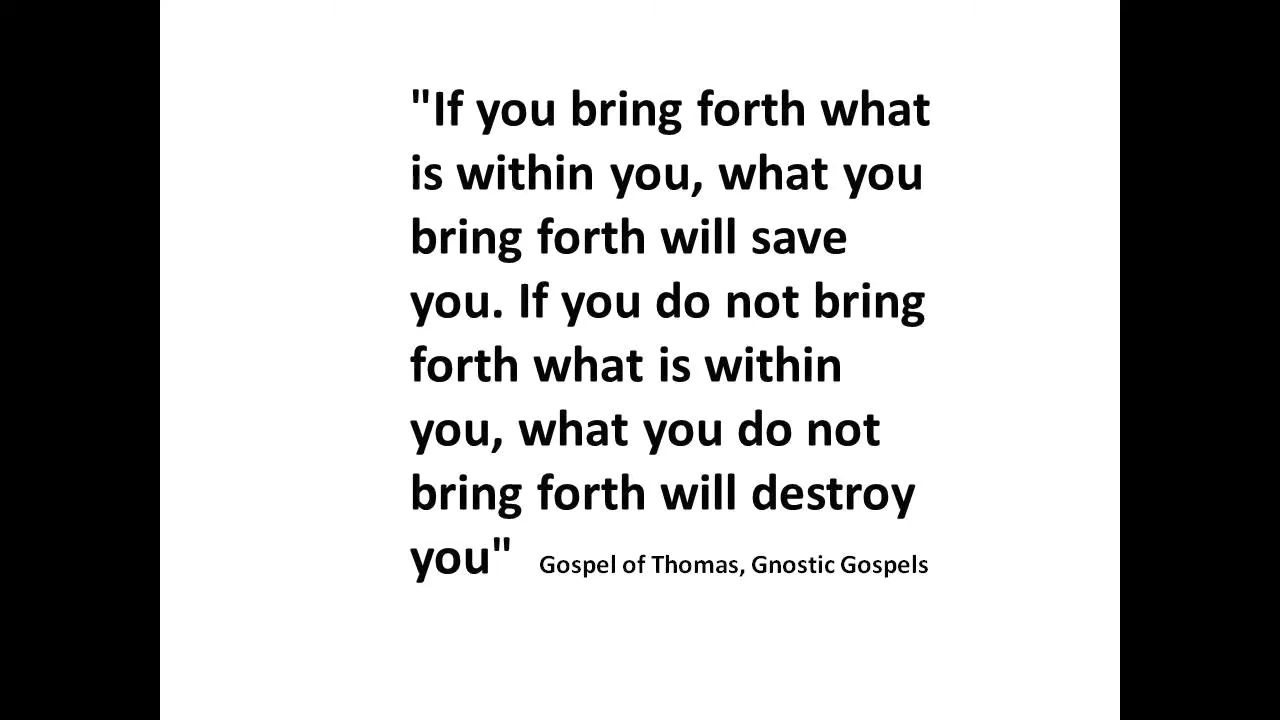 "If you bring forth what
is within you, what you
bring forth will save
you. If you do not bring
forth what is within
you, what you do not
bring forth will destroy
you" Gospel of Thomas, Gnostic Gospels